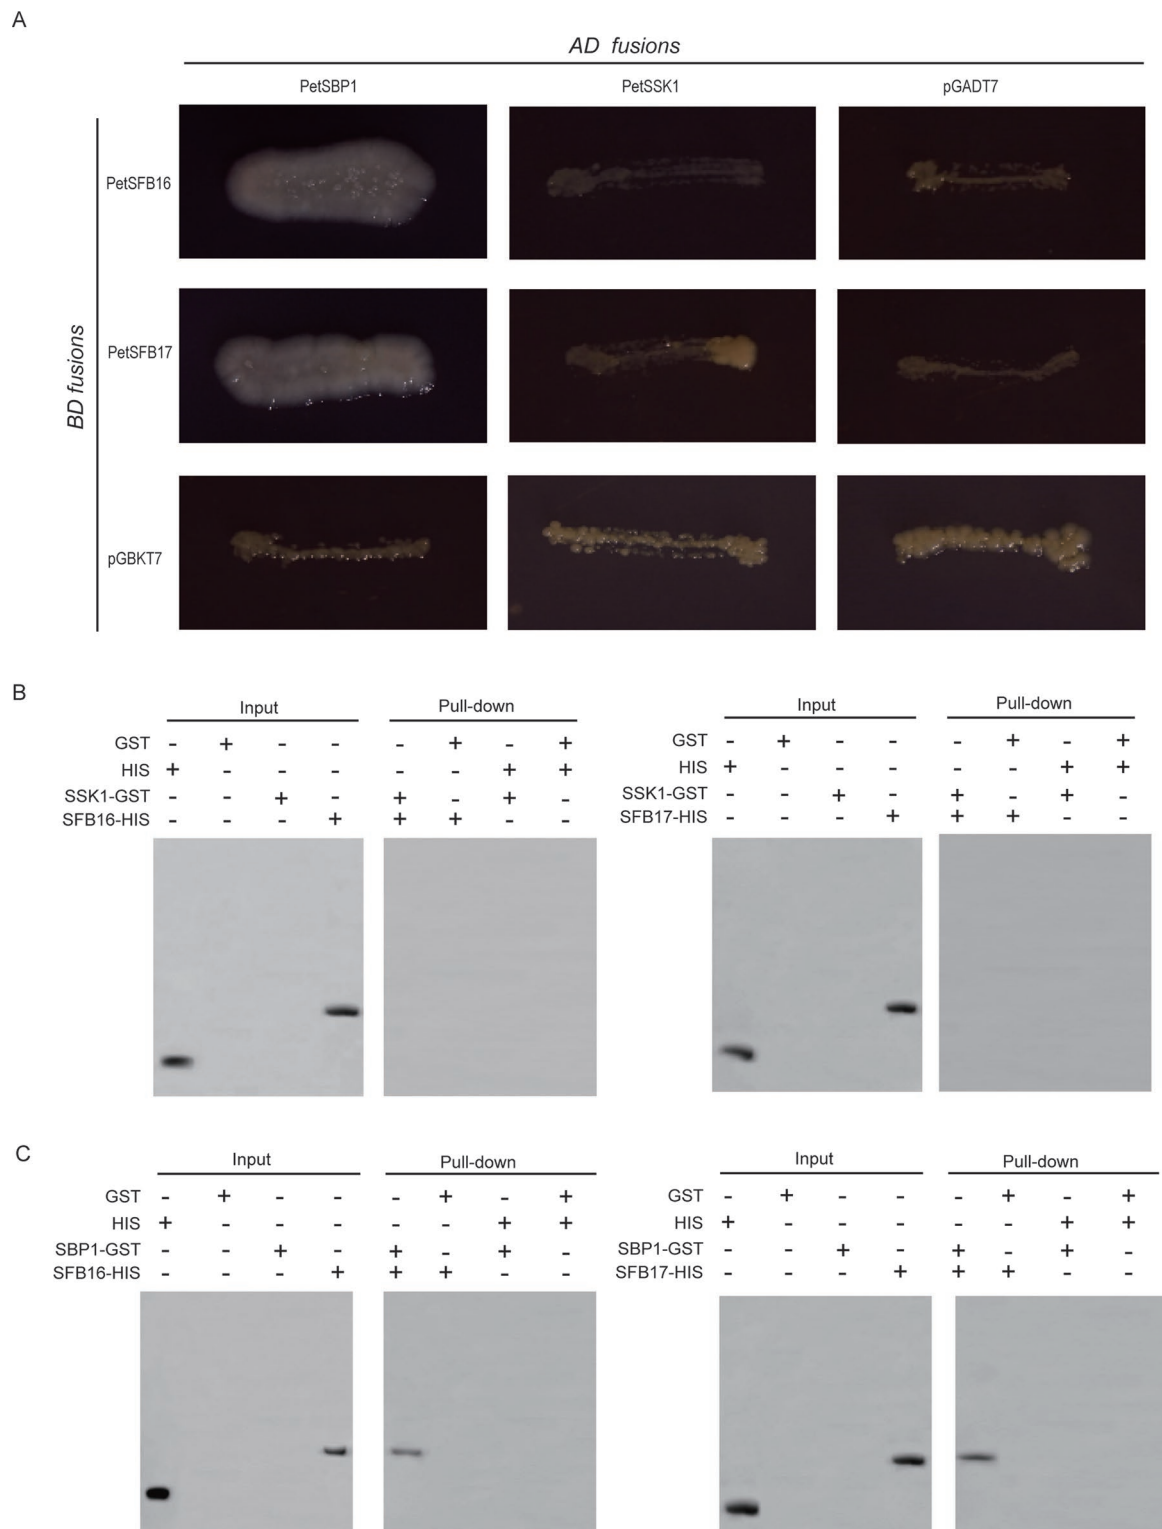 A
AD fusions
PetSBP1 PetSSK1 pGADT7
BD fusions
PetSFB16
PetSFB17
pGBKT7
B
Input Pull-down
GST - + - - - + - +
HIS + - - - - - + +
SSK1-GST - - + - + - + -
SFB16-HIS - - - + + + - -
Input Pull-down
GST - + - - - + - +
HIS + - - - - - + +
SSK1-GST - - + - + - + -
SFB17-HIS - - - + + + - -
C
Input Pull-down
GST - + - - - + - +
HIS + - - - - - + +
SBP1-GST - - + - + - + -
SFB16-HIS - - - + + + - -
Input Pull-down
GST - + - - - + - +
HIS + - - - - - + +
SBP1-GST - - + - + - + -
SFB17-HIS - - - + + + - -